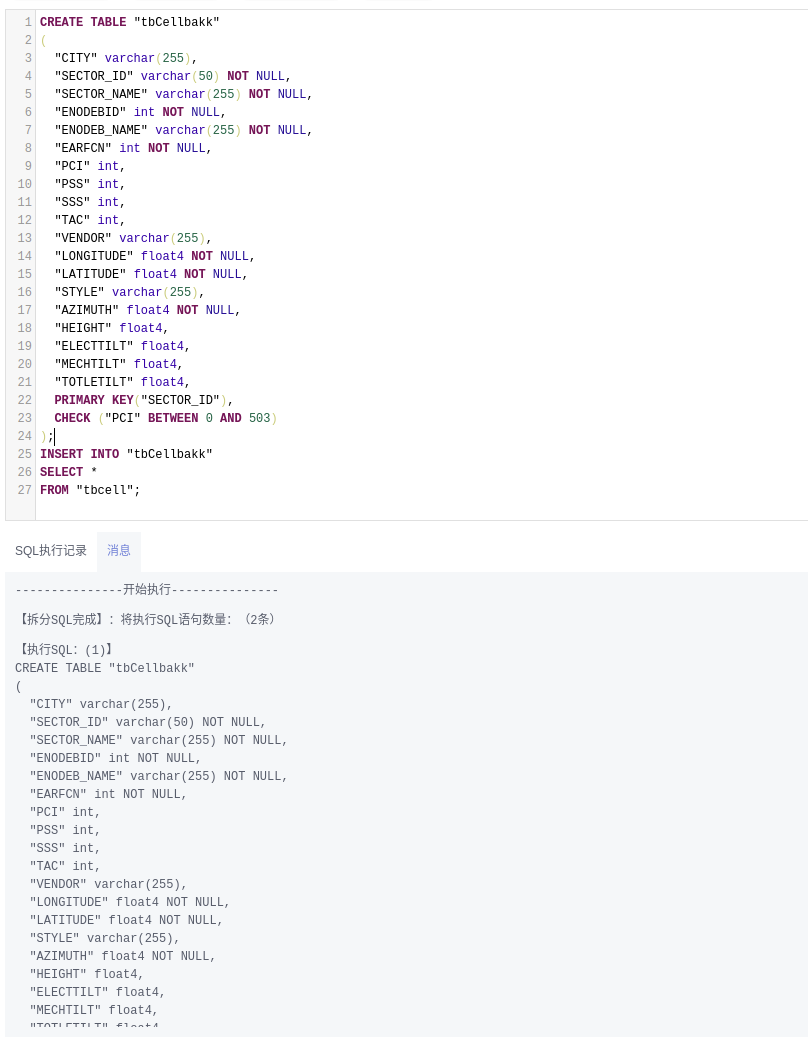 1 CREATE TABLE "tbCellbakk"
2 (
3 "CITY" varchar(255),
4 "SECTOR_ID" varchar(50) NOT NULL,
5 "SECTOR_NAME" varchar(255) NOT NULL,
6 "ENODEBID" int NOT NULL,
7 "ENODEB_NAME" varchar(255) NOT NULL,
8 "EARFCN" int NOT NULL,
9 "PCI" int,
10 "PSS" int,
11 "SSS" int,
12 "TAC" int,
13 "VENDOR" varchar(255),
14 "LONGITUDE" float4 NOT NULL,
15 "LATITUDE" float4 NOT NULL,
16 "STYLE" varchar(255),
17 "AZIMUTH" float4 NOT NULL,
18 "HEIGHT" float4,
19 "ELECTTILT" float4,
20 "MECHTILT" float4,
21 "TOTLETILT" float4,
22 PRIMARY KEY("SECTOR_ID"),
23 CHECK ("PCI" BETWEEN 0 AND 503)
24 );
25 INSERT INTO "tbCellbakk"
26 SELECT *
27 FROM "tbcell";
SQL执行记录 消息
---------------开始执行---------------
【拆分SQL完成】：将执行SQL语句数量：（2条）
【执行SQL：(1)】
CREATE TABLE "tbCellbakk"
(
"CITY" varchar(255),
"SECTOR_ID" varchar(50) NOT NULL,
"SECTOR_NAME" varchar(255) NOT NULL,
"ENODEBID" int NOT NULL,
"ENODEB_NAME" varchar(255) NOT NULL,
"EARFCN" int NOT NULL,
"PCI" int,
"PSS" int,
"SSS" int,
"TAC" int,
"VENDOR" varchar(255),
"LONGITUDE" float4 NOT NULL,
"LATITUDE" float4 NOT NULL,
"STYLE" varchar(255),
"AZIMUTH" float4 NOT NULL,
"HEIGHT" float4,
"ELECTTILT" float4,
"MECHTILT" float4,
"TOTLETILT" float4